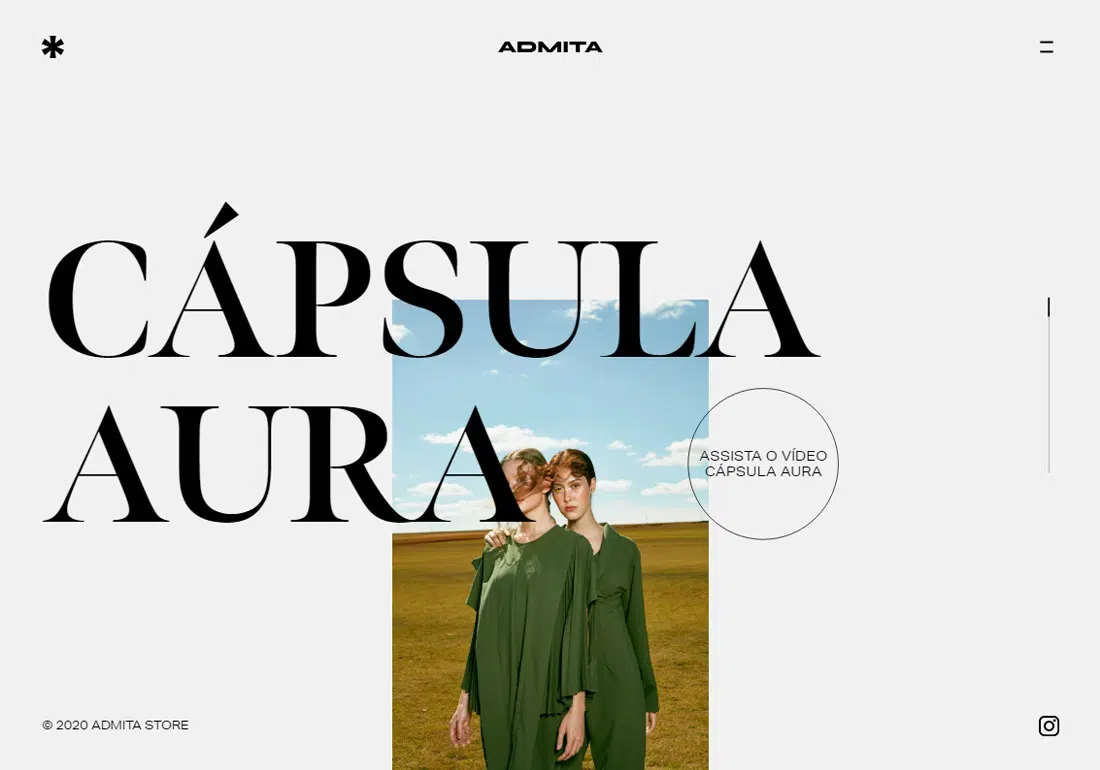 ADMITA
CÁPSULA
AURA
ASSISTA O VÍDEO
CÁPSULA AURA
© 2020 ADMITA STORE